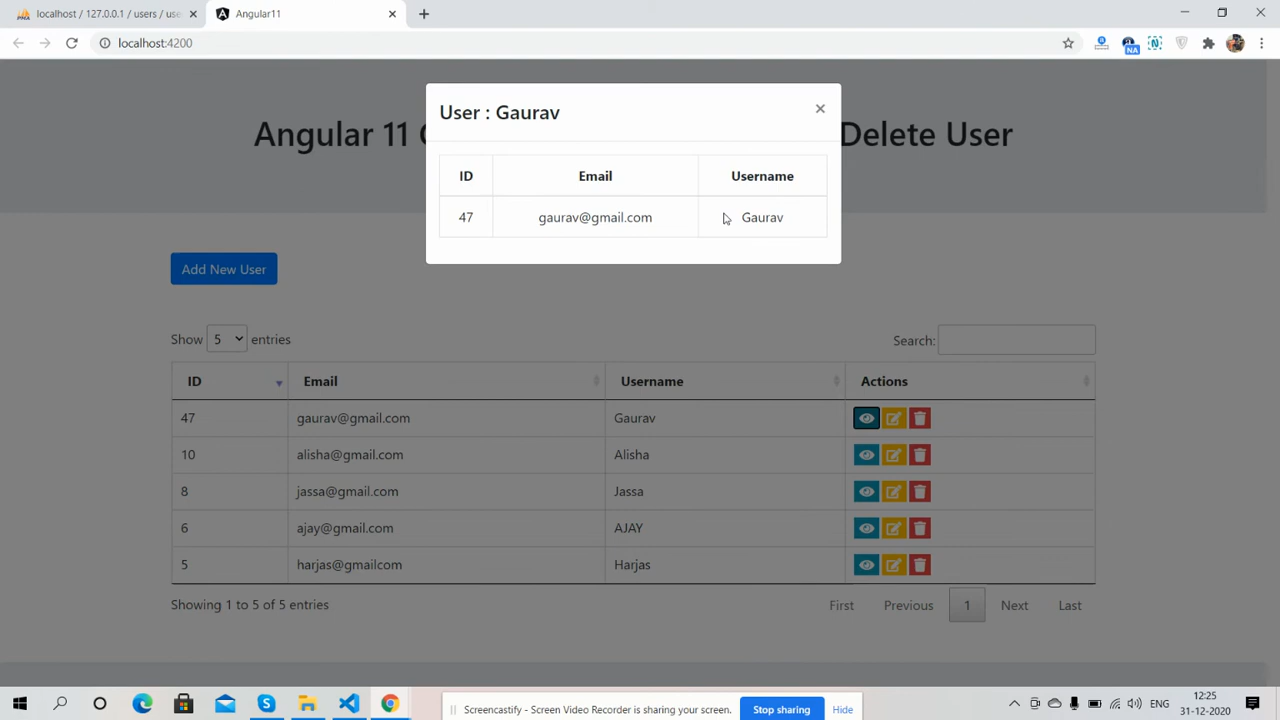 localhost / 127.0.0.1 / users / use
Angular11
localhost:4200
User : Gaurav
×
Angular 11 C
Delete User
ID Email Username
47 gaurav@gmail.com Gaurav
Add New User
Show 5 entries
Search:
ID Email Username Actions
47 gaurav@gmail.com Gaurav
10 alisha@gmail.com Alisha
8 jassa@gmail.com Jassa
6 ajay@gmail.com AJAY
5 harjas@gmailcom Harjas
Showing 1 to 5 of 5 entries
First Previous 1 Next Last
Screencastify - Screen Video Recorder is sharing your screen.
Stop sharing
Hide
ENG
12:25
31-12-2020
NA